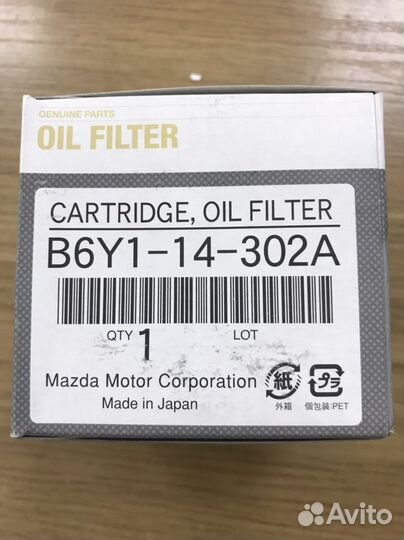 GENUINE PARTS
OIL FILTER
CARTRIDGE, OIL FILTER
B6Y1-14-302A
QTY 1 LOT
Mazda Motor Corporation
Made in Japan
紙
外箱
プラ
個包装:PET
Avito